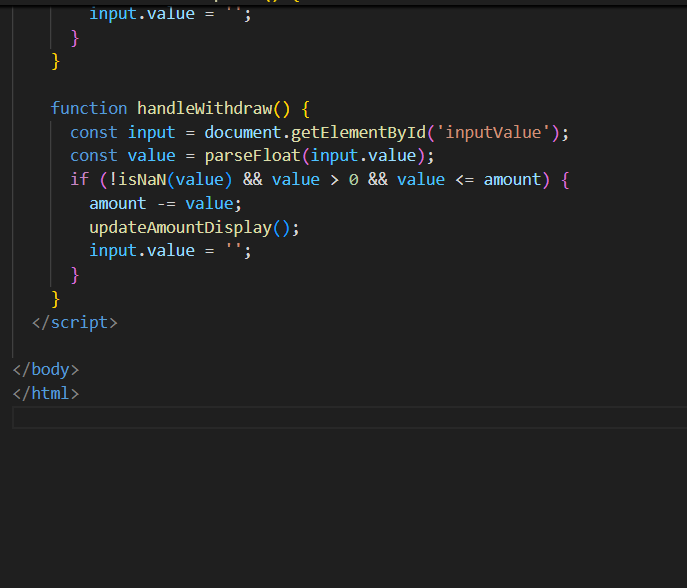 input.value = '';
}
}
function handleWithdraw() {
const input = document.getElementById('inputValue');
const value = parseFloat(input.value);
if (!isNaN(value) && value > 0 && value <= amount) {
amount -= value;
updateAmountDisplay();
input.value = '';
}
}
</script>
</body>
</html>